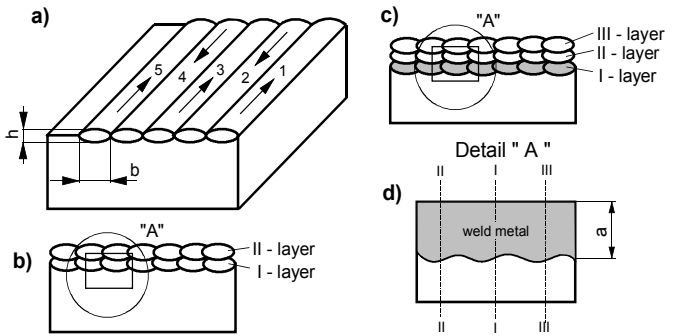 a)
5
4
3
2
1
h
b
b)
"A"
II - layer
I - layer
c)
"A"
III - layer
II - layer
I - layer
Detail " A "
II I III
d)
weld metal
a
II I III